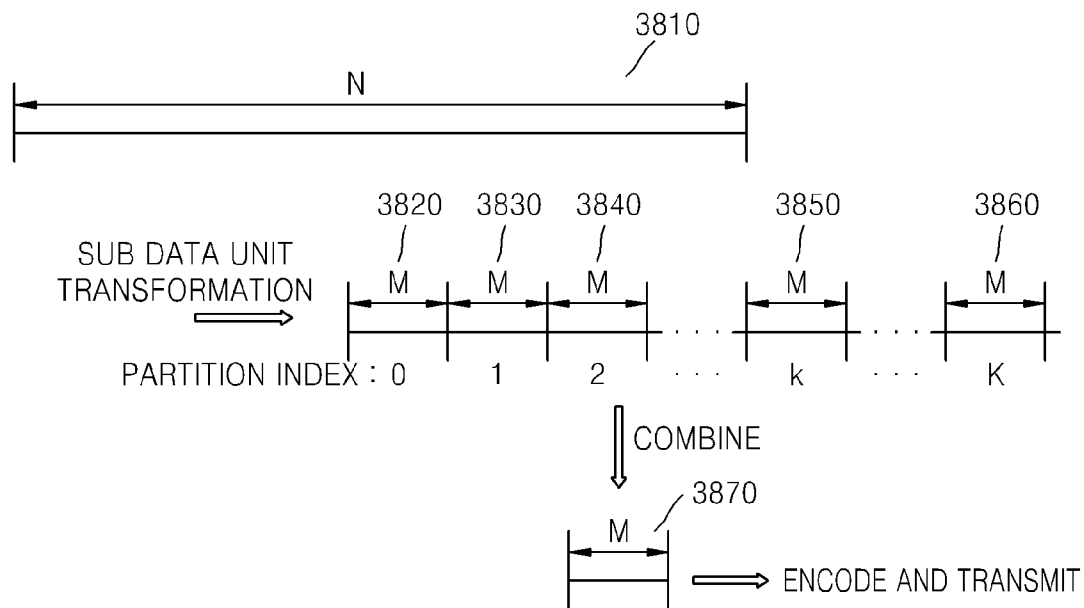 3810
N
3820 3830 3840 3850 3860
SUB DATA UNIT
TRANSFORMATION
M M M M M
PARTITION INDEX : 0 1 2 · · · k · · · K
COMBINE
3870
M
ENCODE AND TRANSMIT